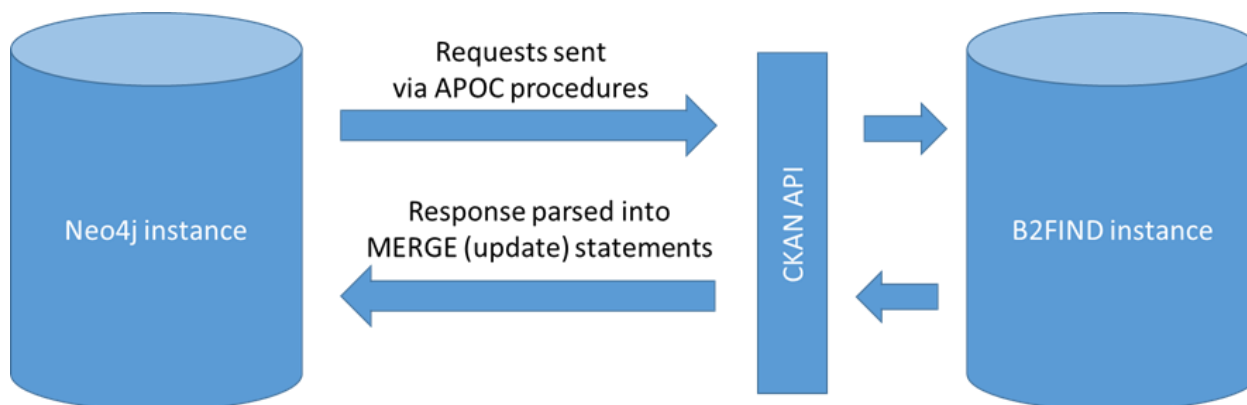 Requests sent
via APOC procedures
Neo4j instance
Response parsed into
MERGE (update) statements
CKAN API
B2FIND instance